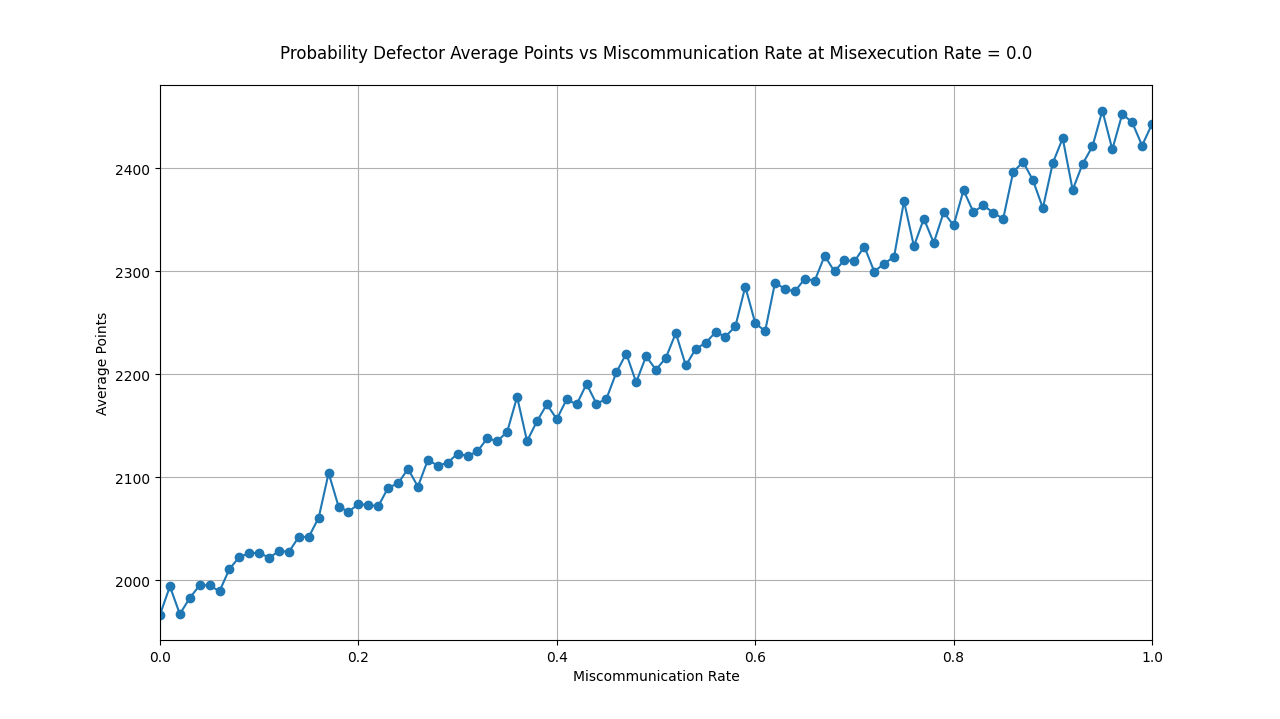 Probability Defector Average Points vs Miscommunication Rate at Misexecution Rate = 0.0
Average Points
2400
2300
2200
2100
2000
0.0 0.2 0.4 0.6 0.8 1.0
Miscommunication Rate